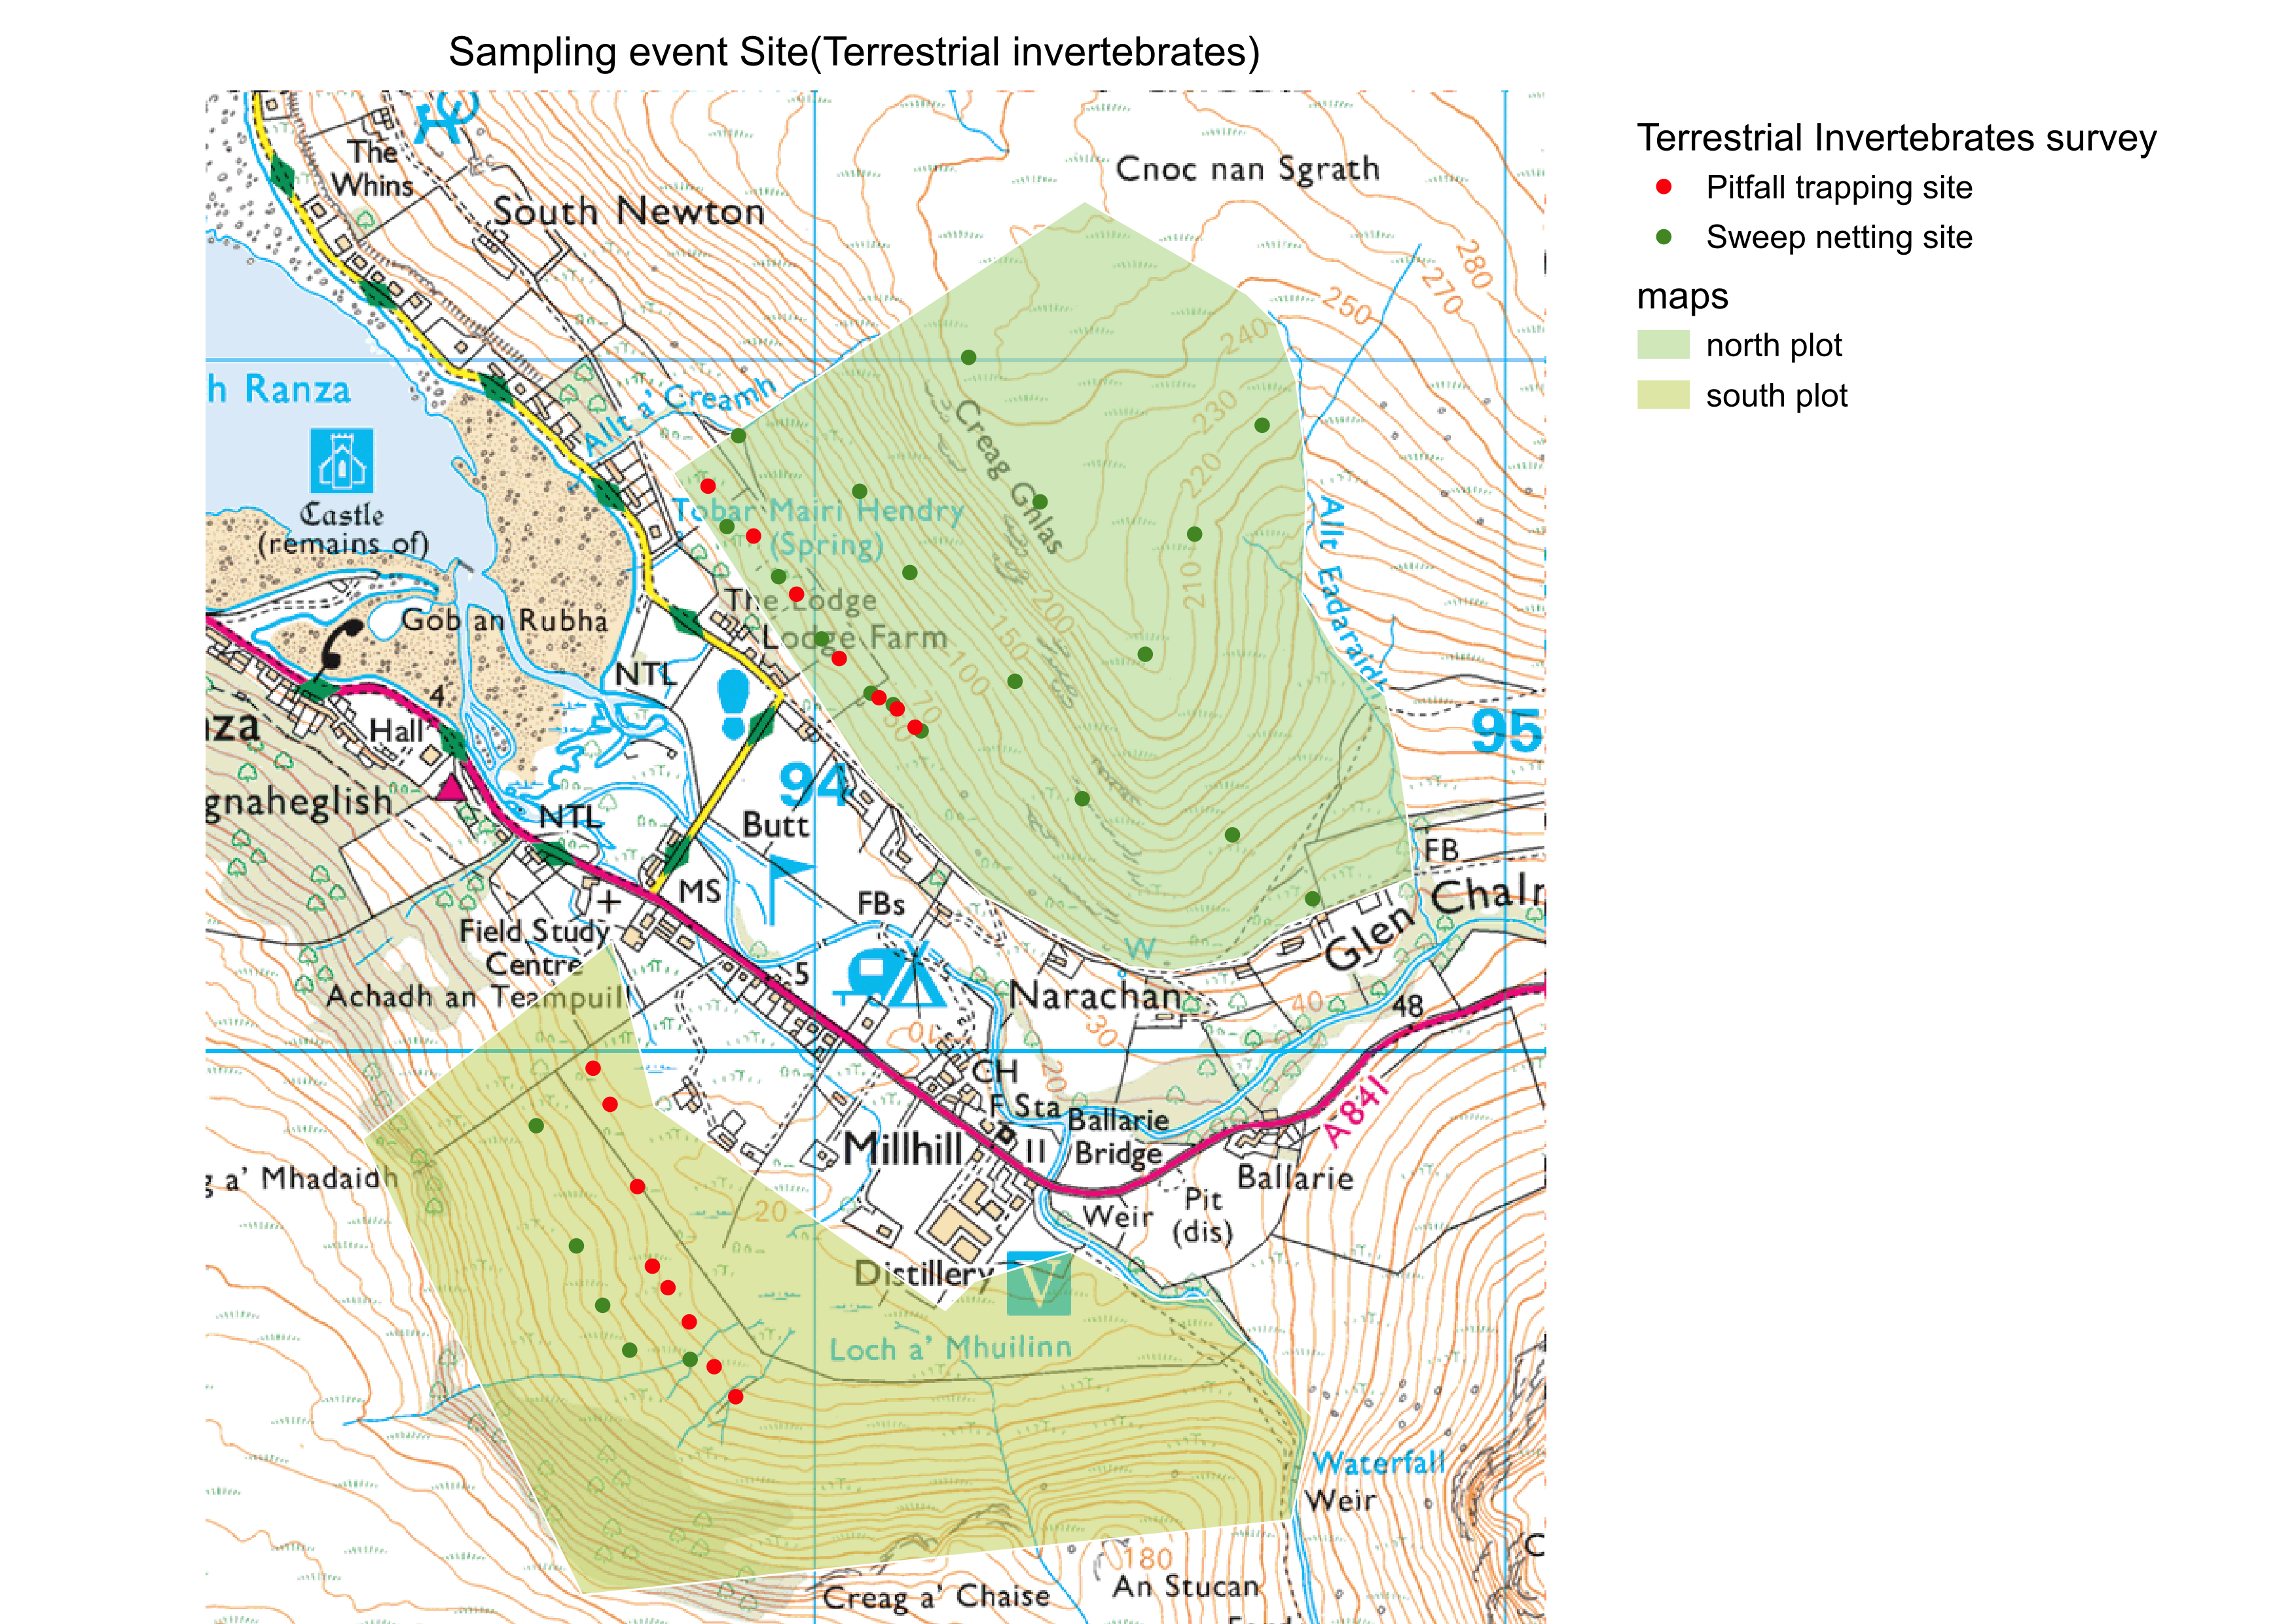 Sampling event Site(Terrestrial invertebrates)
Terrestrial Invertebrates survey
Pitfall trapping site
Sweep netting site
maps
north plot
south plot
The
Whins
South Newton
Cnoc nan Sgrath
280
270
250
240
230
220
210
200
150
100
70
50
h Ranza
Allt a' Creamh
Castle
(remains of)
Creag Ghlas
Tobar Mairi Hendry
(Spring)
Allt Eadaraidh
The Lodge
Lodge Farm
Gob an Rubha
NTL
4
Hall
nza
94
95
gnaheglish
NTL
Butt
MS
FBs
FB
Glen Chalm
Field Study
Centre
5
W
Achadh an Teampuill
Narachan
40
48
30
10
20
CH
F Sta
Ballarie
Bridge
A841
Millhill
11
Ballarie
g a' Mhadaidh
Weir
Pit
(dis)
20
Distillery
V
Loch a' Mhuilinn
Waterfall
Weir
180
An Stucan
Creag a' Chaise
C